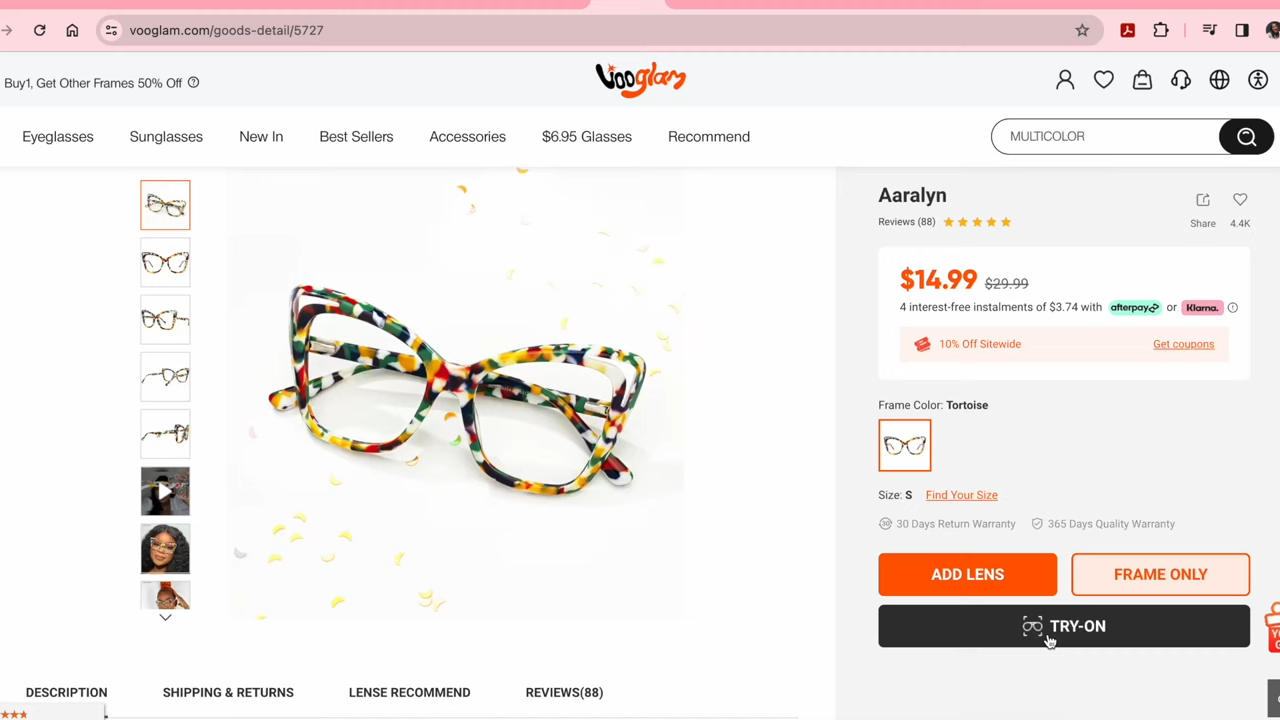 vooglam.com/goods-detail/5727
Buy1, Get Other Frames 50% Off
Vooglam
Eyeglasses Sunglasses New In Best Sellers Accessories $6.95 Glasses Recommend
MULTICOLOR
Aaralyn
Reviews (88)
Share 4.4K
$14.99 $29.99
4 interest-free instalments of $3.74 with afterpay or Klarna.
10% Off Sitewide Get coupons
Frame Color: Tortoise
Size: S Find Your Size
30 Days Return Warranty 365 Days Quality Warranty
ADD LENS FRAME ONLY
TRY-ON
DESCRIPTION SHIPPING & RETURNS LENSE RECOMMEND REVIEWS(88)